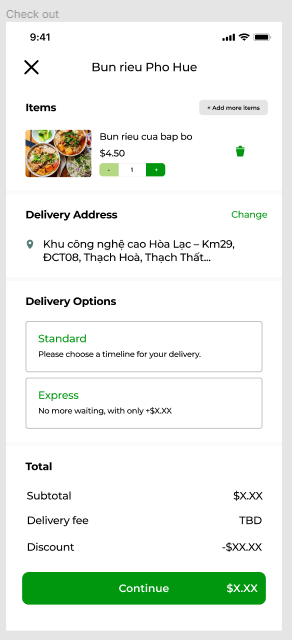 Check out
9:41
Bun rieu Pho Hue
Items
+ Add more items
Bun rieu cua bap bo
$4.50
- 1 +
Delivery Address
Change
Khu công nghệ cao Hòa Lạc – Km29,
ĐCT08, Thạch Hoà, Thạch Thất...
Delivery Options
Standard
Please choose a timeline for your delivery.
Express
No more waiting, with only +$X.XX
Total
Subtotal $X.XX
Delivery fee TBD
Discount -$XX.XX
Continue $X.XX